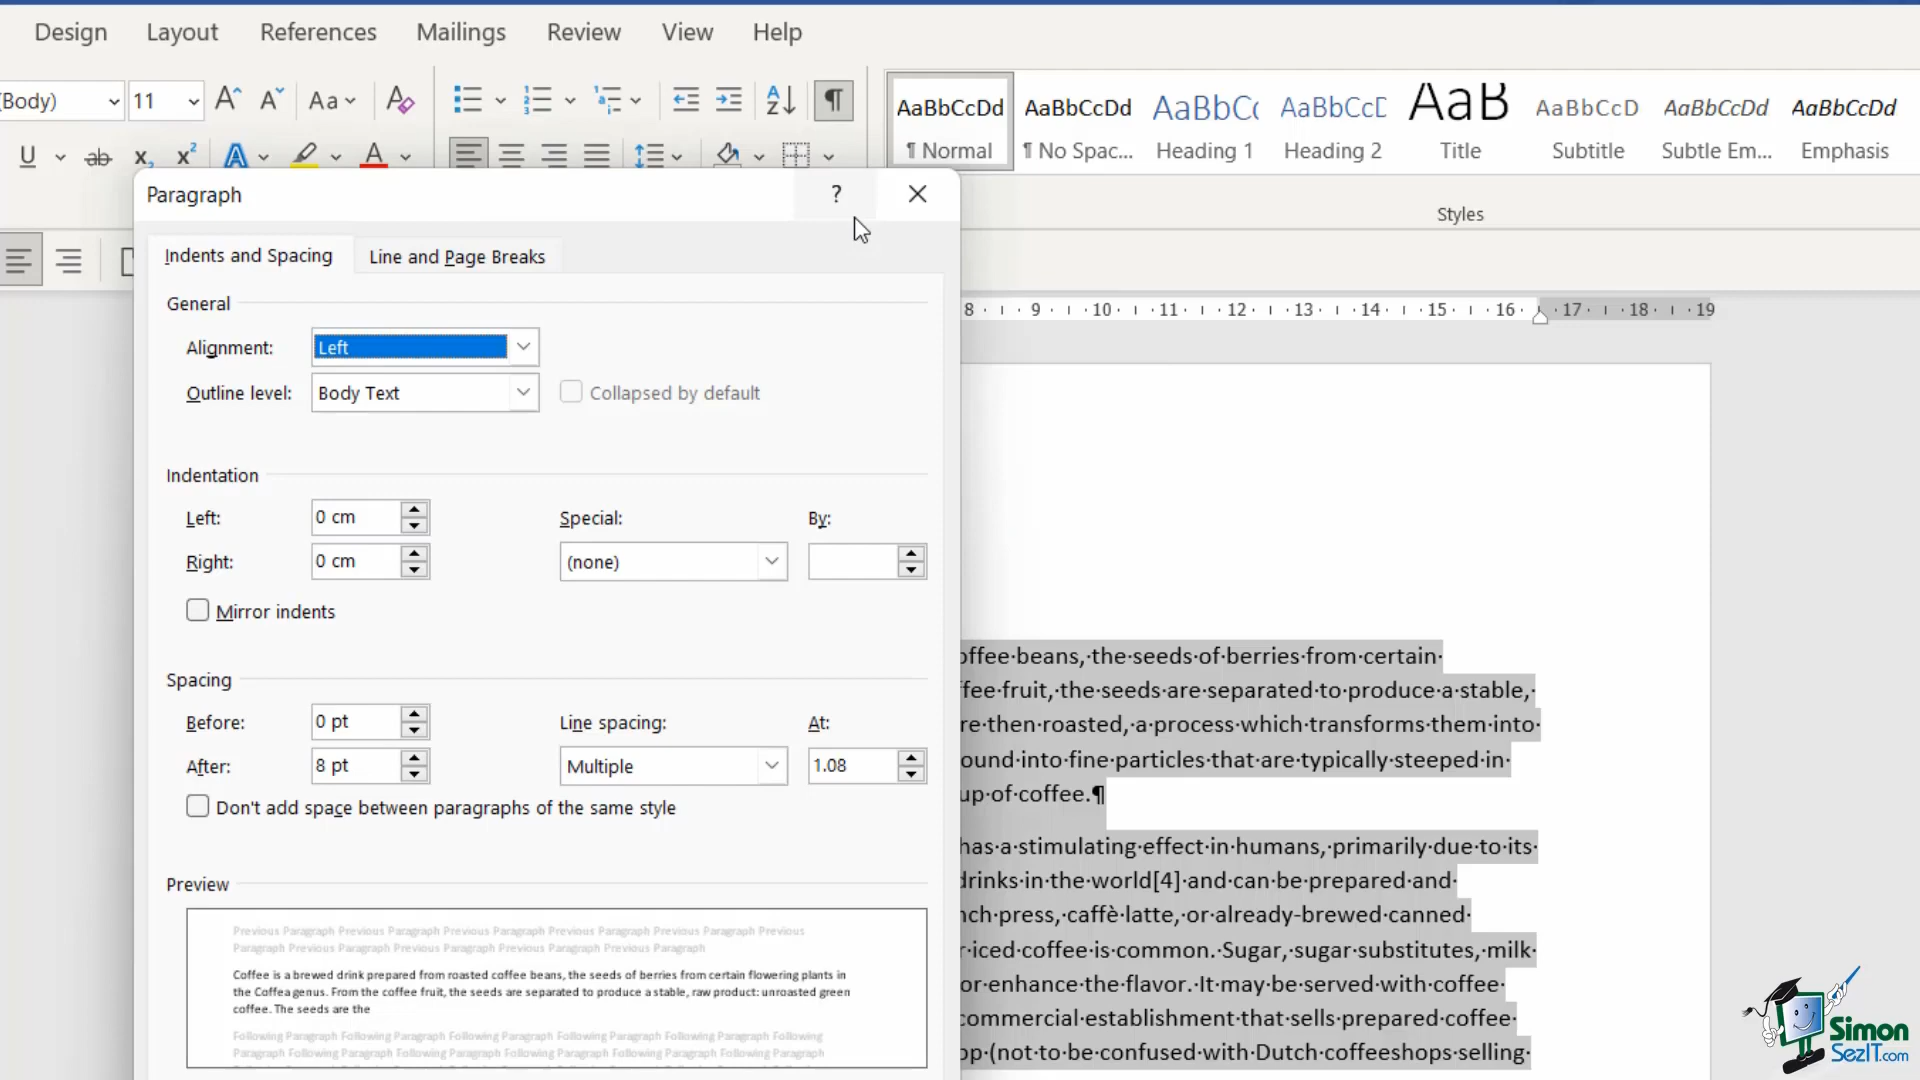 Design Layout References Mailings Review View Help
(Body) 11 Aa
AaBbCcDd AaBbCcDd AaBbCc AaBbCcD AaB AaBbCcD AaBbCcDd AaBbCcDd
¶ Normal ¶ No Spac... Heading 1 Heading 2 Title Subtitle Subtle Em... Emphasis
Styles
Paragraph ?
Indents and Spacing Line and Page Breaks
General
Alignment: Left
Outline level: Body Text Collapsed by default
Indentation
Left: 0 cm Special: By:
Right: 0 cm (none)
Mirror indents
Spacing
Before: 0 pt Line spacing: At:
After: 8 pt Multiple 1.08
Don't add space between paragraphs of the same style
Preview
Previous Paragraph Previous Paragraph Previous Paragraph Previous Paragraph Previous Paragraph Previous
Paragraph Previous Paragraph Previous Paragraph Previous Paragraph Previous Paragraph
Coffee is a brewed drink prepared from roasted coffee beans, the seeds of berries from certain flowering plants in
the Coffea genus. From the coffee fruit, the seeds are separated to produce a stable, raw product: unroasted green
coffee. The seeds are the
Following Paragraph Following Paragraph Following Paragraph Following Paragraph Following Paragraph
Following Paragraph Following Paragraph Following Paragraph Following Paragraph Following Paragraph
8 9 10 11 12 13 14 15 16 17 18 19
offee·beans,·the·seeds·of·berries·from·certain·
fee·fruit,·the·seeds·are·separated·to·produce·a·stable,·
re·then·roasted,·a·process·which·transforms·them·into·
ound·into·fine·particles·that·are·typically·steeped·in·
up·of·coffee.¶
has·a·stimulating·effect·in·humans,·primarily·due·to·its·
drinks·in·the·world[4]·and·can·be·prepared·and·
nch·press,·caffè·latte,·or·already-brewed·canned·
r·iced·coffee·is·common.·Sugar,·sugar·substitutes,·milk·
or·enhance·the·flavor.·It·may·be·served·with·coffee·
commercial·establishment·that·sells·prepared·coffee·
op·(not·to·be·confused·with·Dutch·coffeeshops·selling·
Simon
SezIT.com